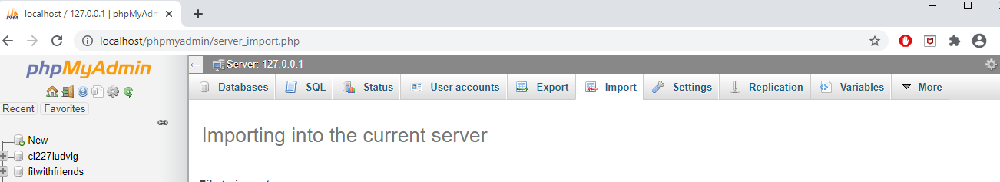 localhost / 127.0.0.1 | phpMyAdm
localhost/phpmyadmin/server_import.php
phpMyAdmin
Server: 127.0.0.1
Databases SQL Status User accounts Export Import Settings Replication Variables More
Recent Favorites
Importing into the current server
New
ci227ludvig
fitwithfriends